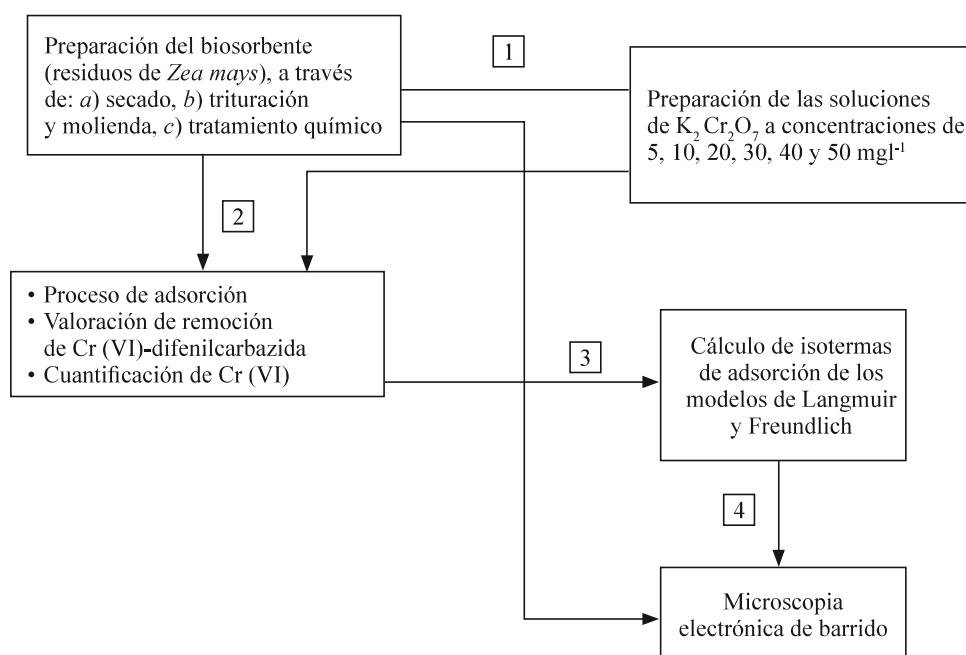 Preparación del biosorbente
(residuos de Zea mays), a través
de: a) secado, b) trituración
y molienda, c) tratamiento químico
1
Preparación de las soluciones
de K₂ Cr₂O₇ a concentraciones de
5, 10, 20, 30, 40 y 50 mgl⁻¹
2
• Proceso de adsorción
• Valoración de remoción
de Cr (VI)-difenilcarbazida
• Cuantificación de Cr (VI)
3
Cálculo de isotermas
de adsorción de los
modelos de Langmuir
y Freundlich
4
Microscopia
electrónica de barrido